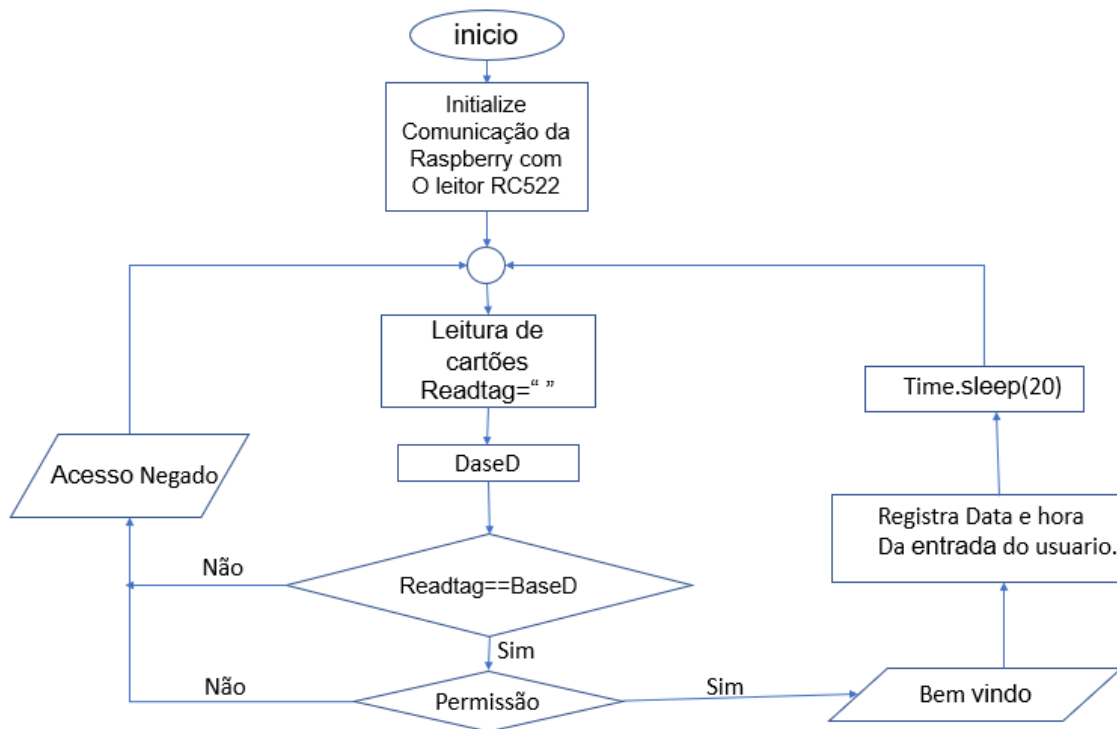 inicio
Initialize
Comunicação da
Raspberry com
O leitor RC522
Leitura de
cartões
Readtag=“ ”
Time.sleep(20)
DaseD
Acesso Negado
Registra Data e hora
Da entrada do usuario.
Não
Readtag==BaseD
Sim
Não
Permissão
Sim
Bem vindo